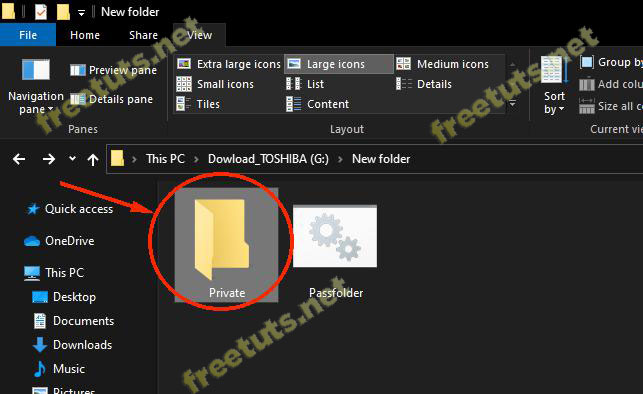 New folder
File Home Share View
Navigation pane
Preview pane
Details pane
Panes
Extra large icons Large icons Medium icons
Small icons List Details
Tiles Content
Layout
Sort by
Group by
Add colu
Size all co
Current view
This PC Dowload_TOSHIBA (G:) New folder
Quick access
OneDrive
This PC
Desktop
Documents
Downloads
Music
Pictures
Private
Passfolder
freetuts.net
freetuts.net
freetuts.net